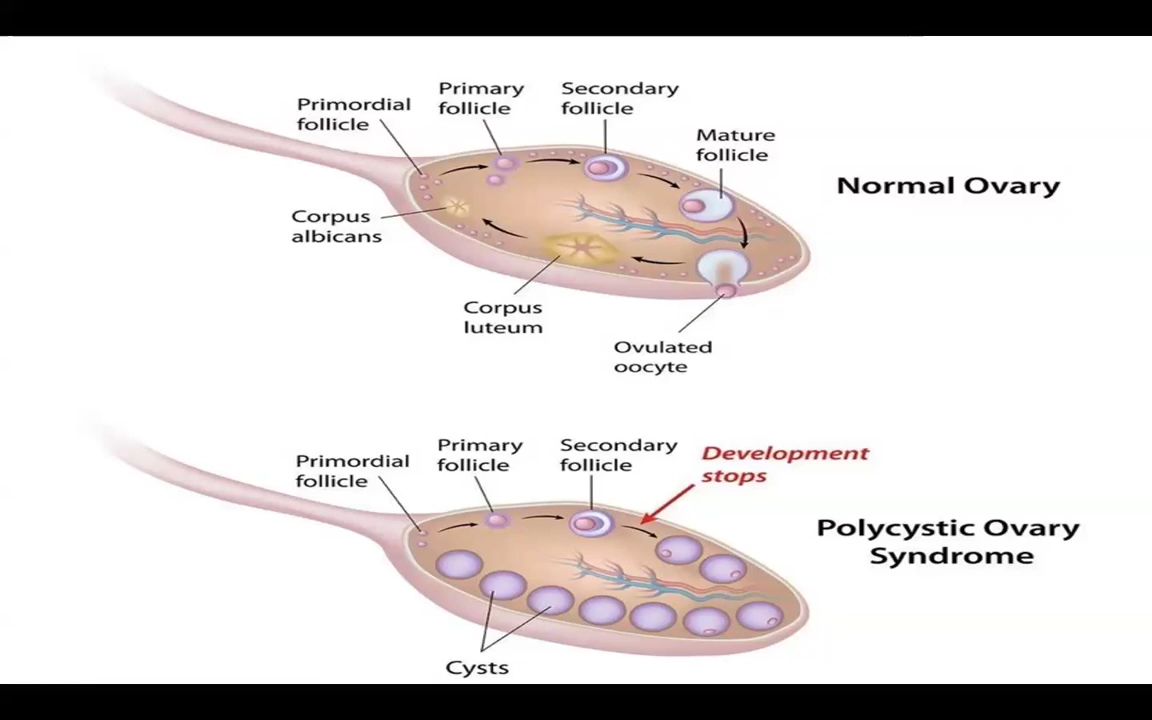 Primordial
follicle
Primary
follicle
Secondary
follicle
Mature
follicle
Normal Ovary
Corpus
albicans
Corpus
luteum
Ovulated
oocyte
Primordial
follicle
Primary
follicle
Secondary
follicle
Development
stops
Polycystic Ovary
Syndrome
Cysts